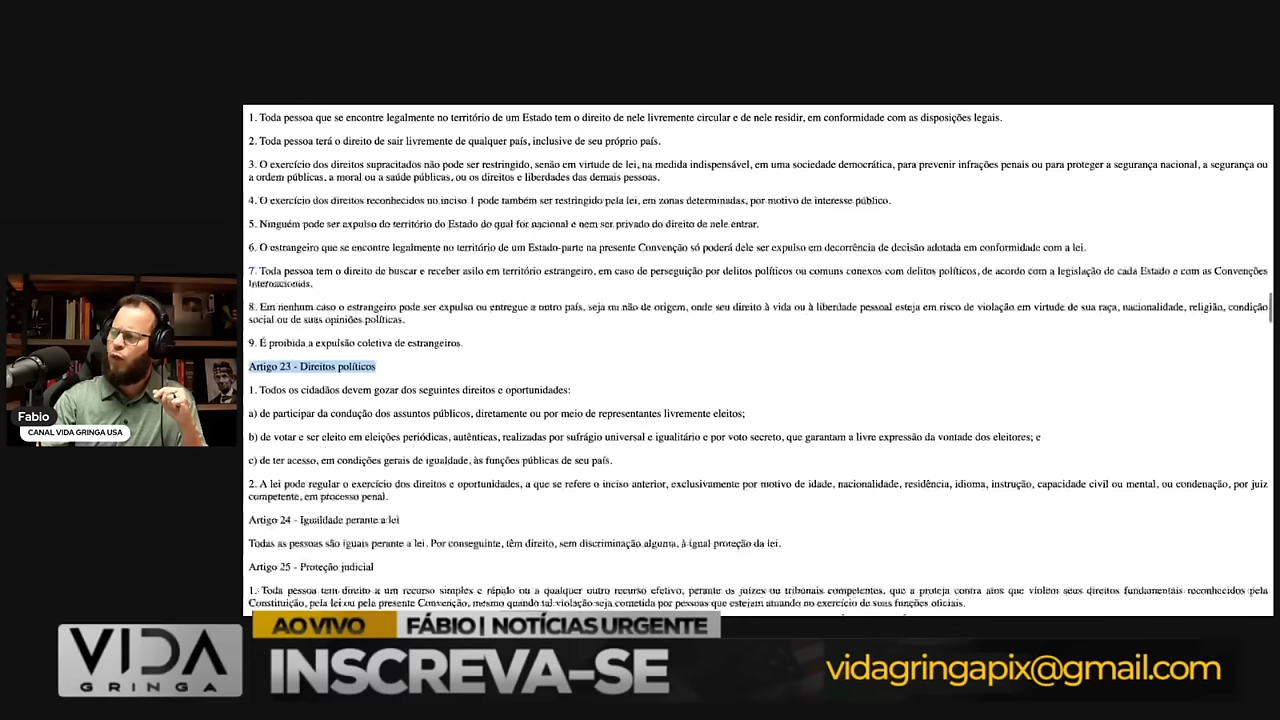 1. Toda pessoa que se encontre legalmente no território de um Estado tem o direito de nele livremente circular e de nele residir, em conformidade com as disposições legais.
2. Toda pessoa terá o direito de sair livremente de qualquer país, inclusive de seu próprio país.
3. O exercício dos direitos supracitados não pode ser restringido, senão em virtude de lei, na medida indispensável, em uma sociedade democrática, para prevenir infrações penais ou para proteger a segurança nacional, a segurança ou
a ordem públicas, a moral ou a saúde públicas, ou os direitos e liberdades das demais pessoas.
4. O exercício dos direitos reconhecidos no inciso 1 pode também ser restringido pela lei, em zonas determinadas, por motivo de interesse público.
5. Ninguém pode ser expulso do território do Estado do qual for nacional e nem ser privado do direito de nele entrar.
6. O estrangeiro que se encontre legalmente no território de um Estado-parte na presente Convenção só poderá dele ser expulso em decorrência de decisão adotada em conformidade com a lei.
7. Toda pessoa tem o direito de buscar e receber asilo em território estrangeiro, em caso de perseguição por delitos políticos ou comuns conexos com delitos políticos, de acordo com a legislação de cada Estado e com as Convenções
Internacionais.
8. Em nenhum caso o estrangeiro pode ser expulso ou entregue a outro país, seja ou não de origem, onde seu direito à vida ou à liberdade pessoal esteja em risco de violação em virtude de sua raça, nacionalidade, religião, condição
social ou de suas opiniões políticas.
9. É proibida a expulsão coletiva de estrangeiros.
Artigo 23 - Direitos políticos
1. Todos os cidadãos devem gozar dos seguintes direitos e oportunidades:
a) de participar da condução dos assuntos públicos, diretamente ou por meio de representantes livremente eleitos;
b) de votar e ser eleito em eleições periódicas, autênticas, realizadas por sufrágio universal e igualitário e por voto secreto, que garantam a livre expressão da vontade dos eleitores; e
c) de ter acesso, em condições gerais de igualdade, às funções públicas de seu país.
2. A lei pode regular o exercício dos direitos e oportunidades, a que se refere o inciso anterior, exclusivamente por motivo de idade, nacionalidade, residência, idioma, instrução, capacidade civil ou mental, ou condenação, por juiz
competente, em processo penal.
Artigo 24 - Igualdade perante a lei
Todas as pessoas são iguais perante a lei. Por conseguinte, têm direito, sem discriminação alguma, à igual proteção da lei.
Artigo 25 - Proteção judicial
1. Toda pessoa tem direito a um recurso simples e rápido ou a qualquer outro recurso efetivo, perante os juízes ou tribunais competentes, que a proteja contra atos que violem seus direitos fundamentais reconhecidos pela
Constituição, pela lei ou pela presente Convenção, mesmo quando tal violação seja cometida por pessoas que estejam atuando no exercício de suas funções oficiais.
Fabio
CANAL VIDA GRINGA USA
AO VIVO FÁBIO | NOTÍCIAS URGENTE
VIDA
GRINGA
INSCREVA-SE
vidagringapix@gmail.com